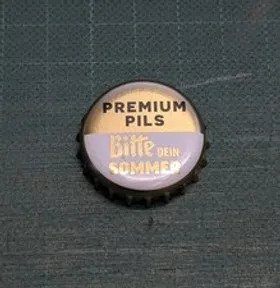 PREMIUM
PILS
Bitte DEIN
SOMMER